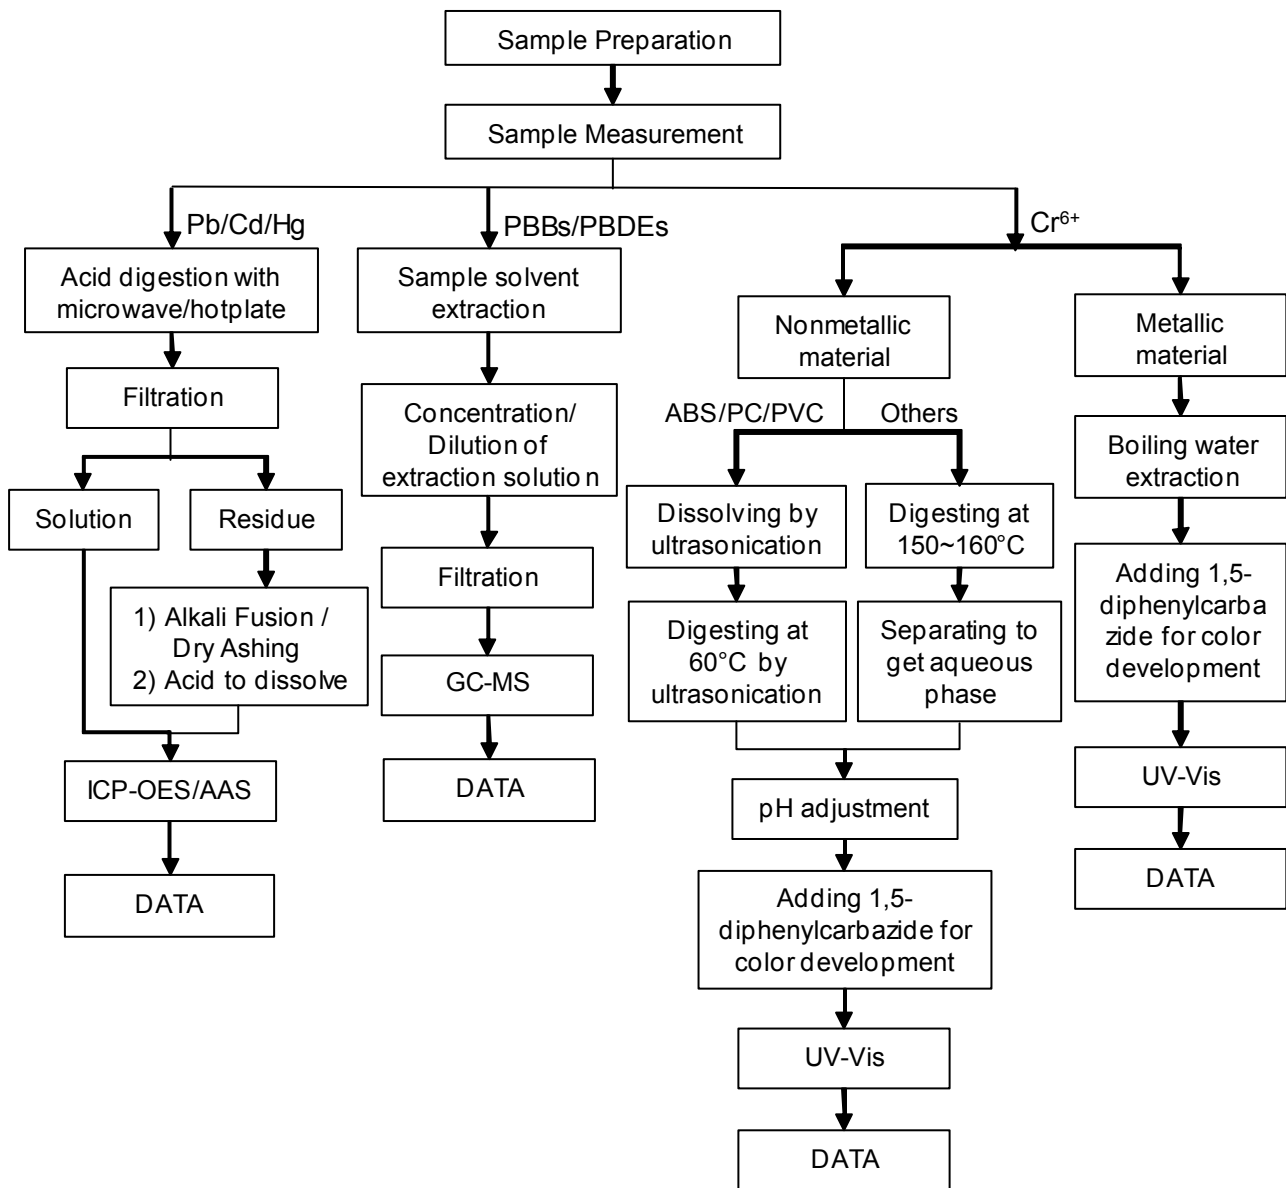 Sample Preparation
Sample Measurement
Pb/Cd/Hg
Acid digestion with
microwave/hotplate
Filtration
Solution
Residue
1) Alkali Fusion /
Dry Ashing
2) Acid to dissolve
ICP-OES/AAS
DATA
PBBs/PBDEs
Sample solvent
extraction
Concentration/
Dilution of
extraction solution
Filtration
GC-MS
DATA
Cr⁶⁺
Nonmetallic
material
ABS/PC/PVC
Others
Dissolving by
ultrasonication
Digesting at
60°C by
ultrasonication
Digesting at
150~160°C
Separating to
get aqueous
phase
pH adjustment
Adding 1,5-
diphenylcarbazide for
color development
UV-Vis
DATA
Metallic
material
Boiling water
extraction
Adding 1,5-
diphenylcarba
zide for color
development
UV-Vis
DATA